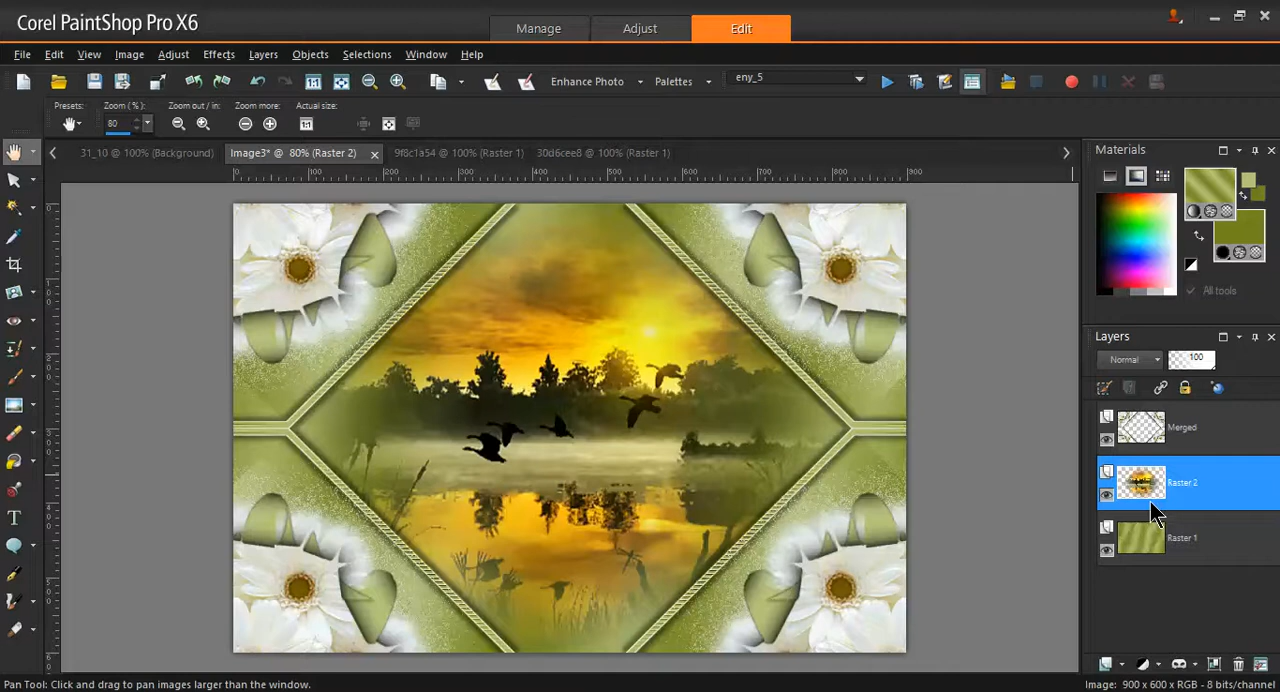 Corel PaintShop Pro X6
Manage
Adjust
Edit
File Edit View Image Adjust Effects Layers Objects Selections Window Help
Enhance Photo
Palettes
eny_5
Presets:
Zoom (%):
Zoom out / in:
Zoom more:
Actual size:
80
31_10 @ 100% (Background)
Image3* @ 80% (Raster 2)
9f8c1a54 @ 100% (Raster 1)
30d6cee8 @ 100% (Raster 1)
Materials
All tools
Layers
Normal
100
Merged
Raster 2
Raster 1
Pan Tool: Click and drag to pan images larger than the window.
Image: 900 x 600 x RGB - 8 bits/channel